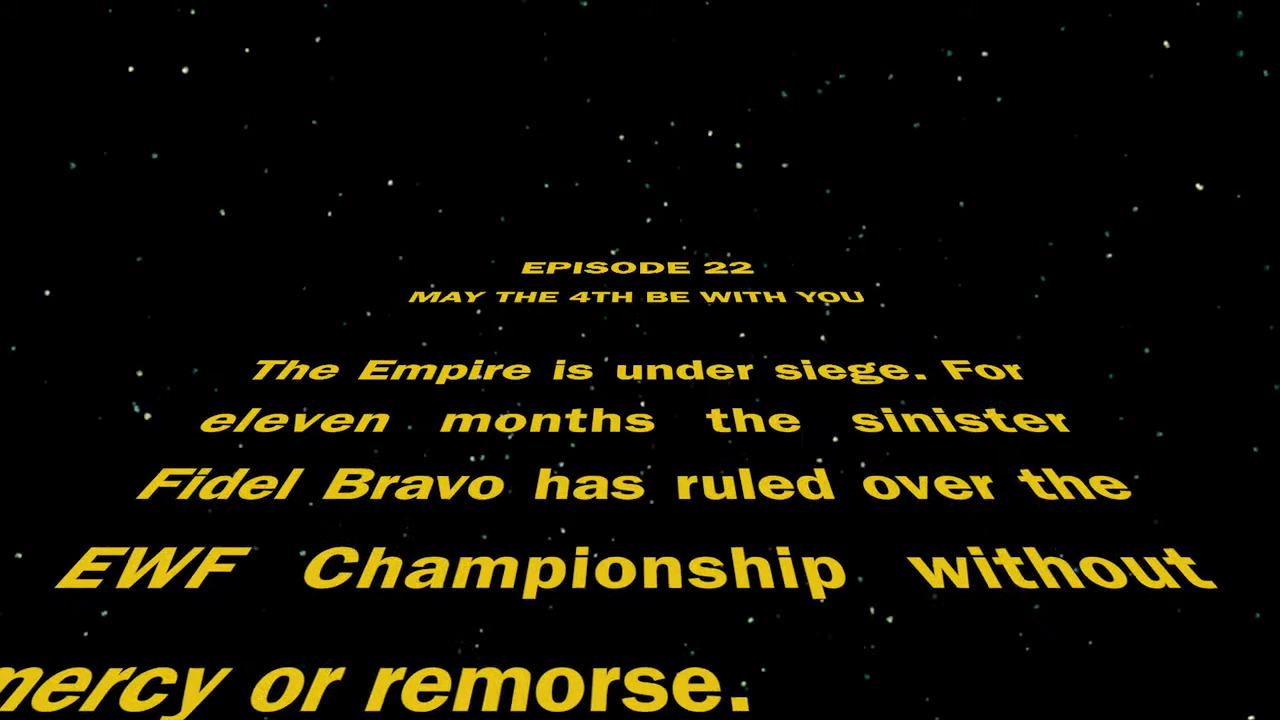 EPISODE 22
MAY THE 4TH BE WITH YOU
The Empire is under siege. For
eleven months the sinister
Fidel Bravo has ruled over the
EWF Championship without
mercy or remorse.